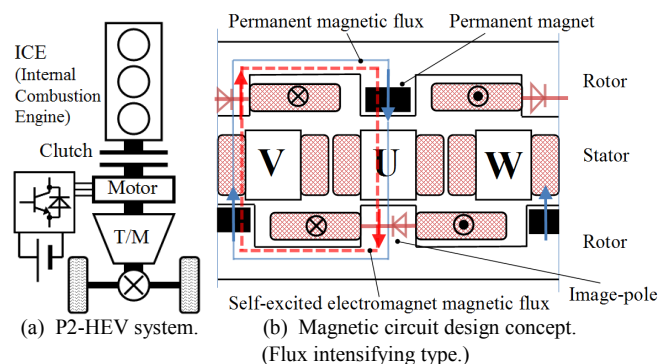 ICE
(Internal
Combustion
Engine)
Clutch
Motor
T/M
(a) P2-HEV system.
Permanent magnetic flux
Permanent magnet
Rotor
Stator
V
U
W
Rotor
Image-pole
Self-excited electromagnet magnetic flux
(b) Magnetic circuit design concept.
(Flux intensifying type.)